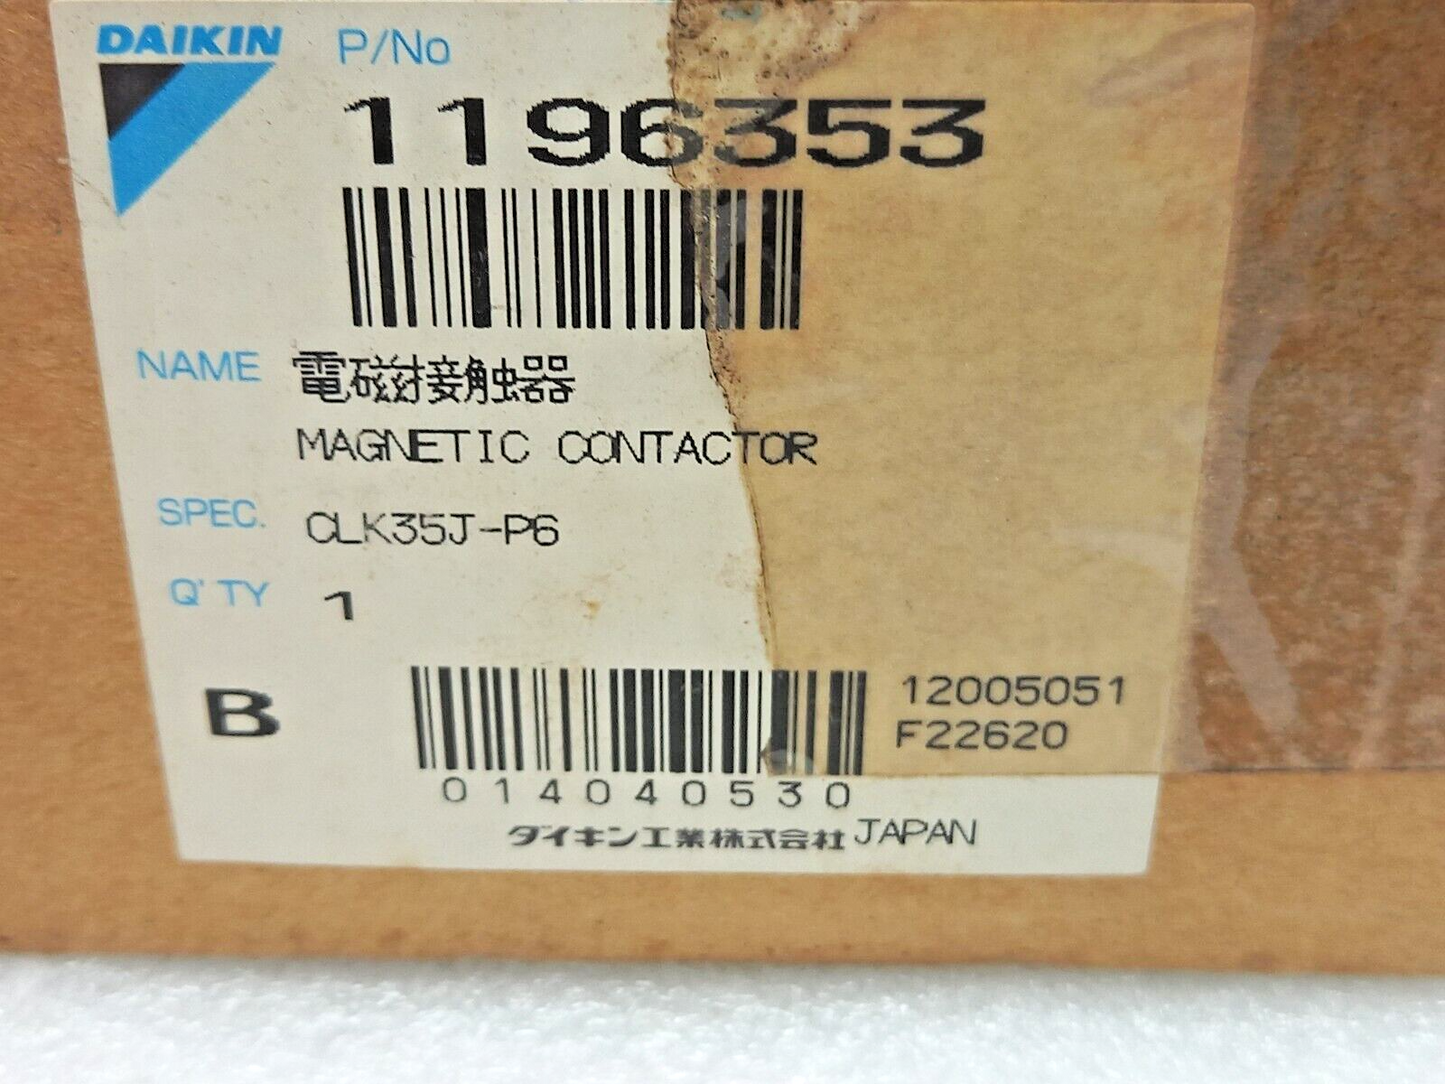 DAIKIN P/No
1196353
NAME 電磁接触器
MAGNETIC CONTACTOR
SPEC. CLK35J-P6
Q'TY 1
B
12005051
F22620
014040530
ダイキン工業株式会社 JAPAN